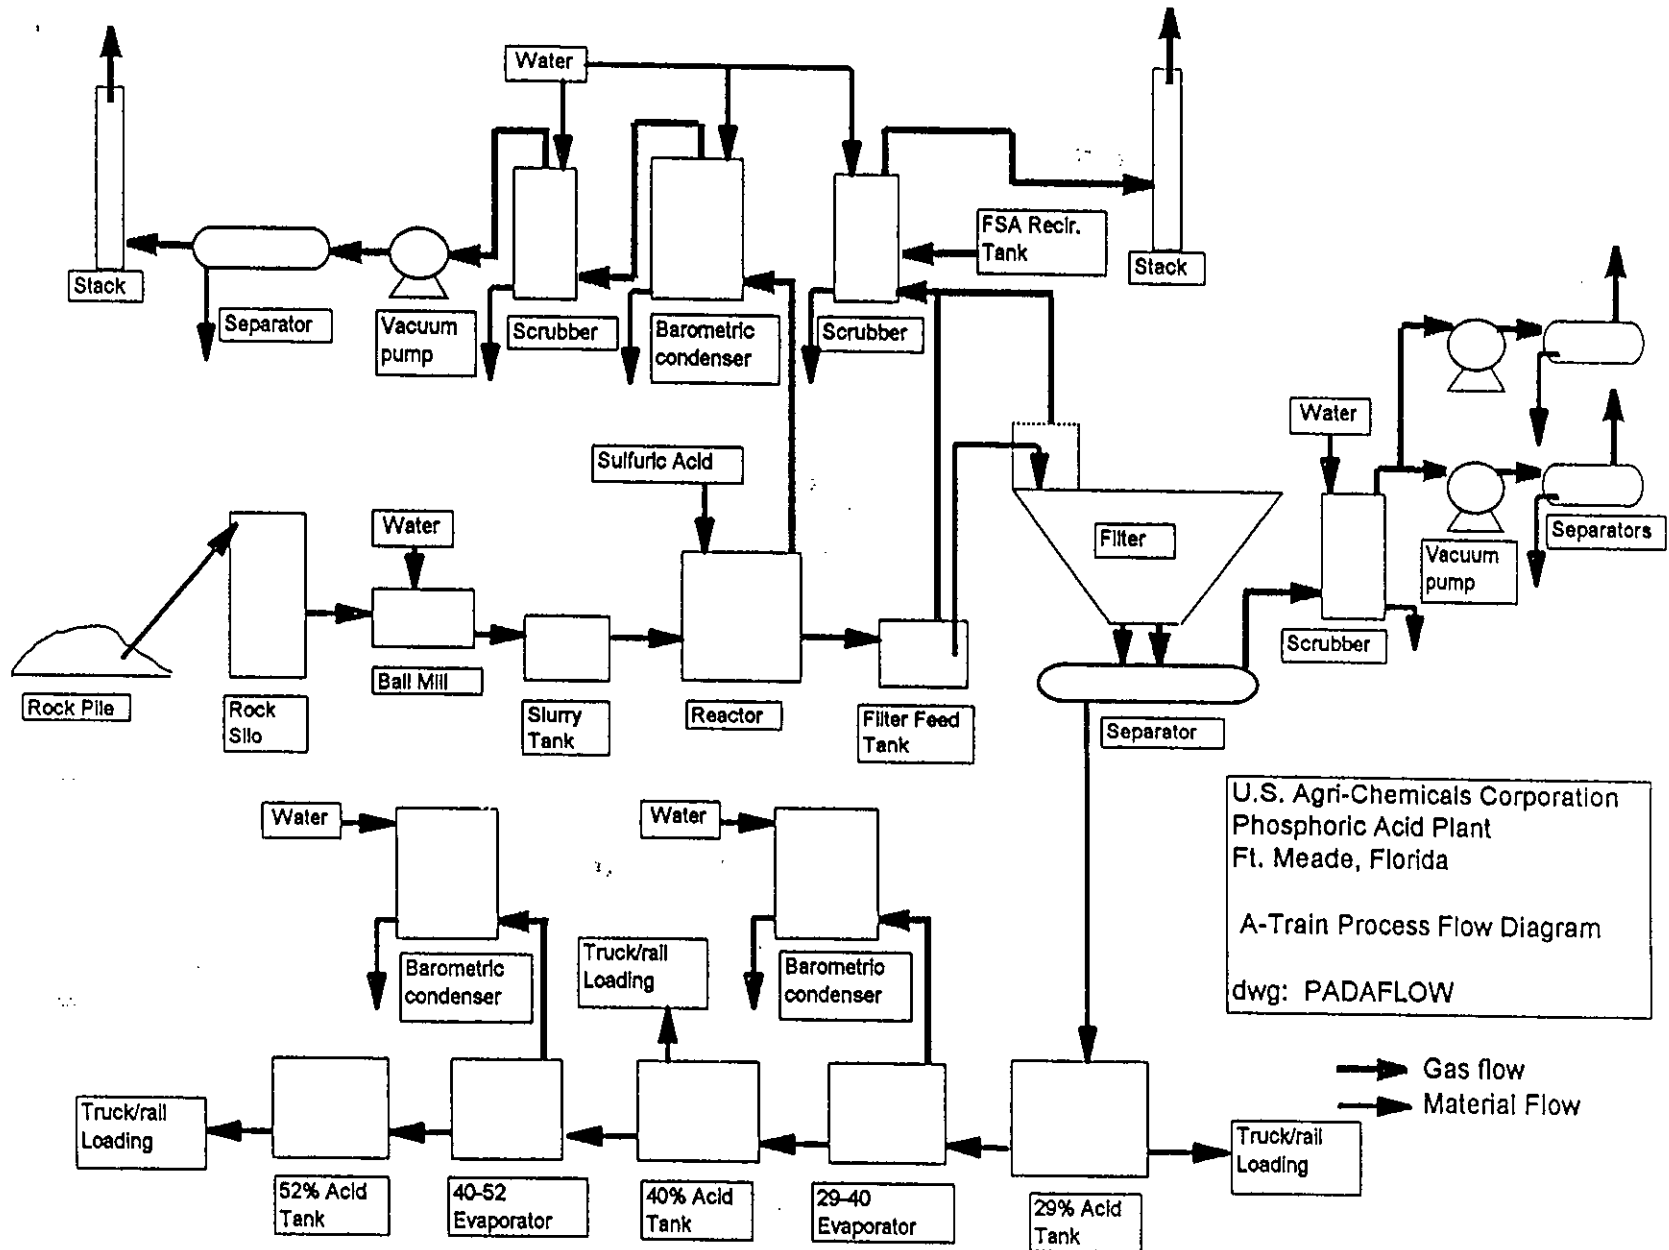 Water
FSA Recir.
Tank
Stack
Stack
Separator
Vacuum
pump
Scrubber
Barometric
condenser
Scrubber
Water
Sulfuric Acid
Water
Filter
Separators
Vacuum
pump
Scrubber
Ball Mill
Rock Pile
Rock
Silo
Slurry
Tank
Reactor
Filter Feed
Tank
Separator
U.S. Agri-Chemicals Corporation
Phosphoric Acid Plant
Ft. Meade, Florida
A-Train Process Flow Diagram
dwg: PADAFLOW
Water
Water
Truck/rail
Loading
Barometric
condenser
Barometric
condenser
Gas flow
Material Flow
Truck/rail
Loading
Truck/rail
Loading
52% Acid
Tank
40-52
Evaporator
40% Acid
Tank
29-40
Evaporator
29% Acid
Tank